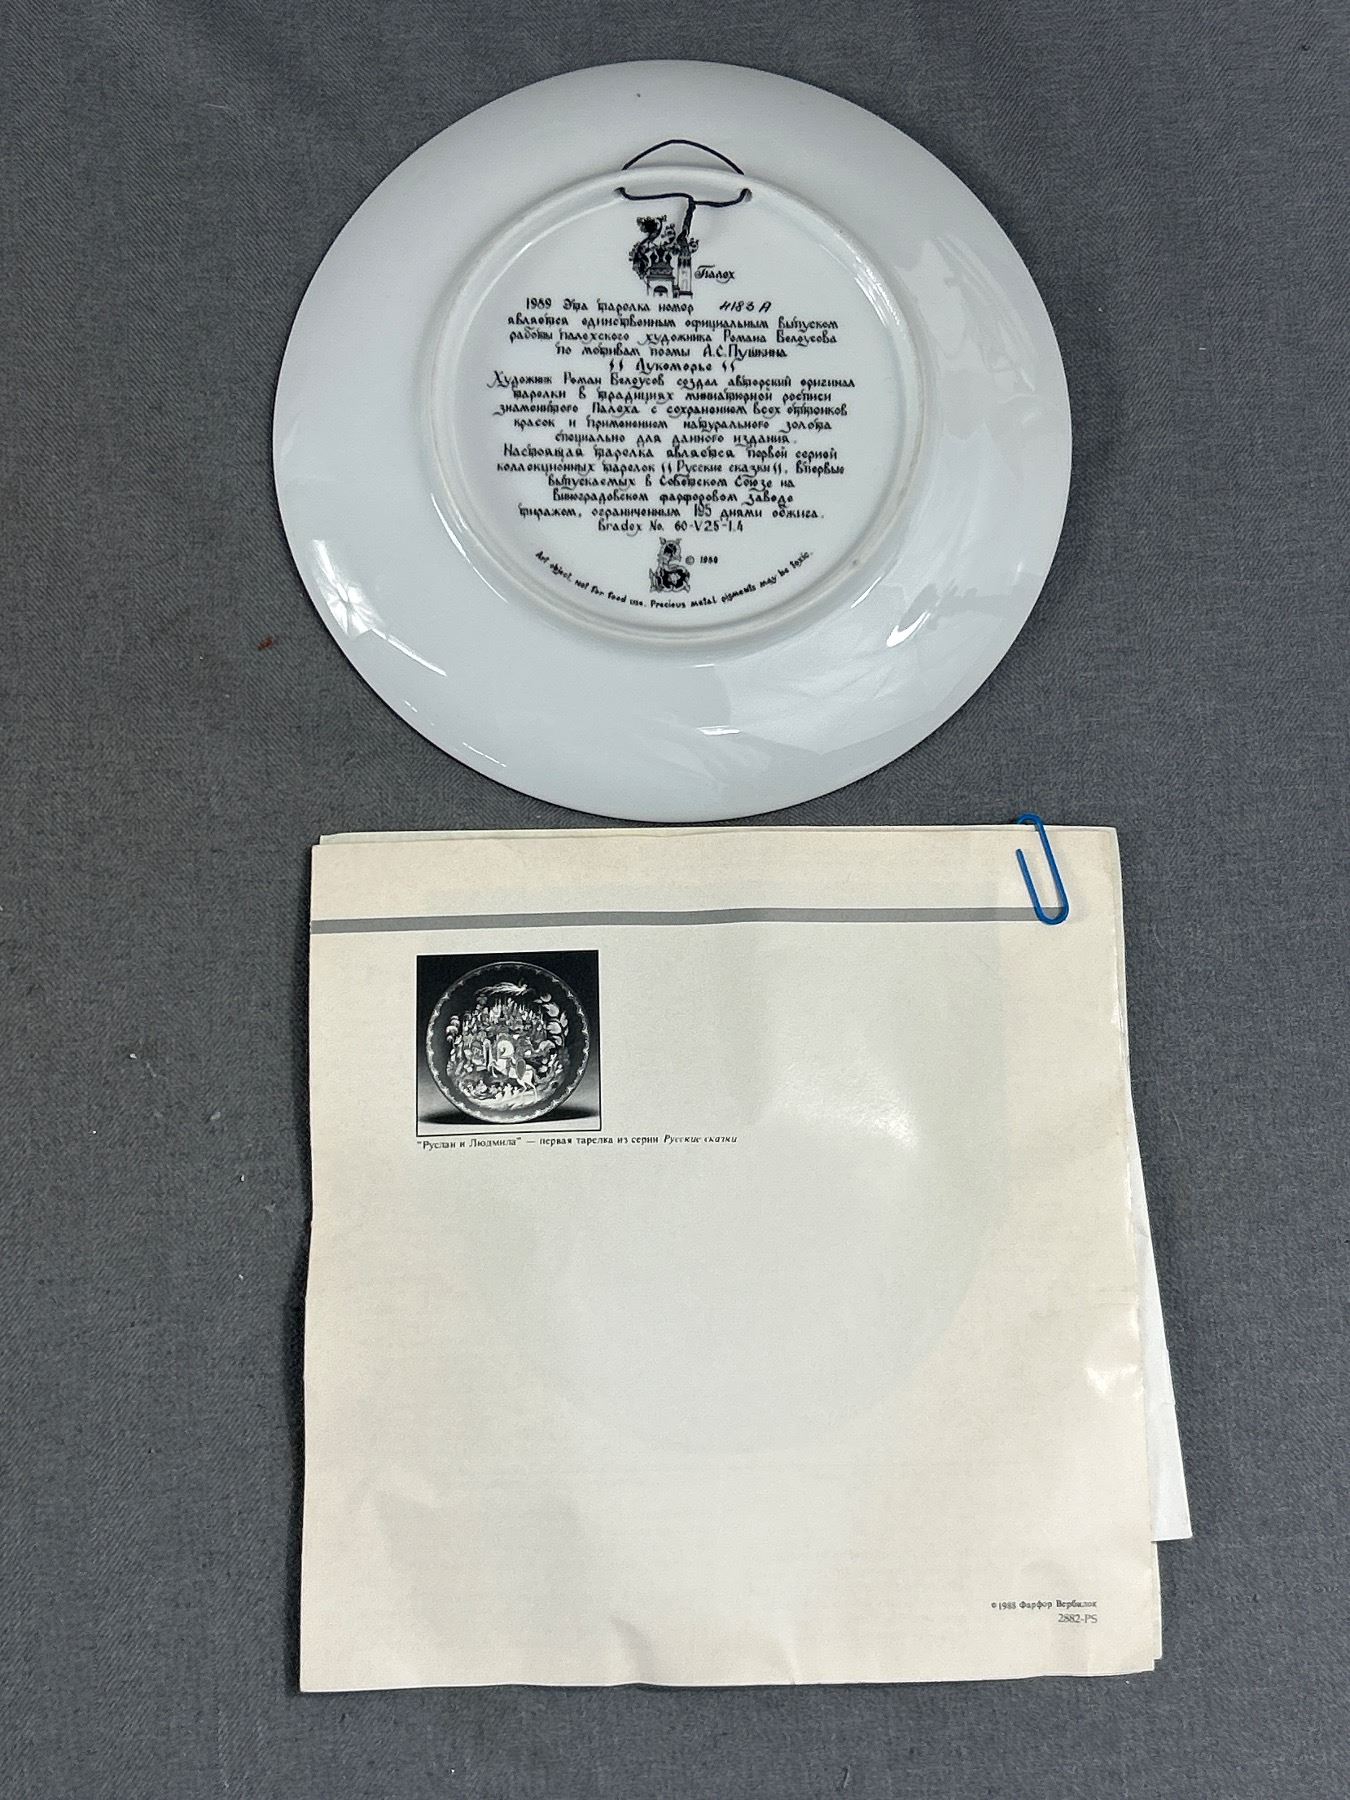 Палех
1989 Эта тарелка номер 4183 А
является единственным официальным выпуском
работы палехского художника Романа Белоусова
по мотивам поэмы А.С.Пушкина
"Лукоморье"
Художник Роман Белоусов создал авторский оригинал
тарелки в традициях миниатюрной росписи
знаменитого Палеха с сохранением всех оттенков
красок и применением натурального золота
специально для данного издания.
Настоящая тарелка является первой серией
коллекционных тарелок "Русские сказки", впервые
выпускаемых в Советском Союзе на
Виноградовском фарфоровом заводе
тиражом, ограниченным 195 днями обжига.
Bradex No. 60-V25-1.4
© 1989
Art object, not for food use. Precious metal pigments may be toxic.
"Руслан и Людмила" — первая тарелка из серии Русские сказки
©1988 Фарфор Вербилок
2882-PS